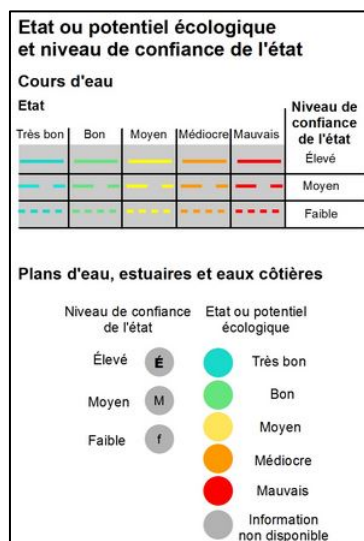 Etat ou potentiel écologique
et niveau de confiance de l'état
Cours d'eau
Etat
Niveau de
confiance
de l'état
Très bon Bon Moyen Médiocre Mauvais
Élevé
Moyen
Faible
Plans d'eau, estuaires et eaux côtières
Niveau de confiance
de l'état
Élevé É
Moyen M
Faible f
Etat ou potentiel
écologique
Très bon
Bon
Moyen
Médiocre
Mauvais
Information
non disponible